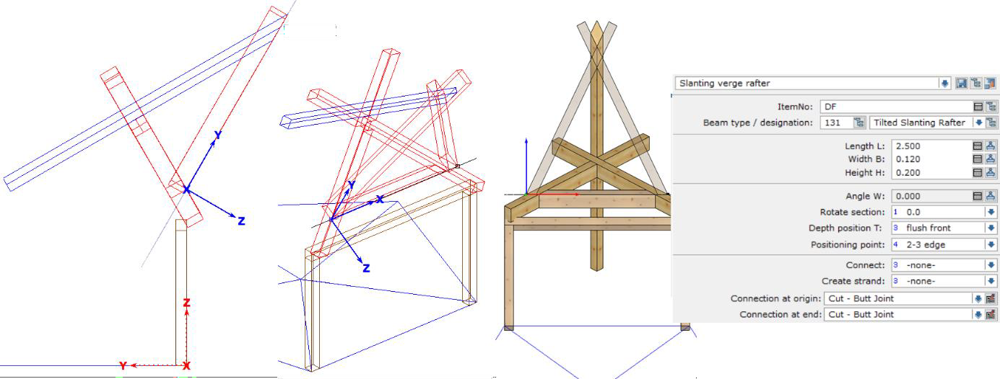 Y
X
Z
Z
Y
X
Y
X
Z
Slanting verge rafter
ItemNo: DF
Beam type / designation: 131 Tilted Slanting Rafter
Length L: 2.500
Width B: 0.120
Height H: 0.200
Angle W: 0.000
Rotate section: 1 0.0
Depth position T: 3 flush front
Positioning point: 4 2-3 edge
Connect: 3 -none-
Create strand: 3 -none-
Connection at origin: Cut - Butt Joint
Connection at end: Cut - Butt Joint